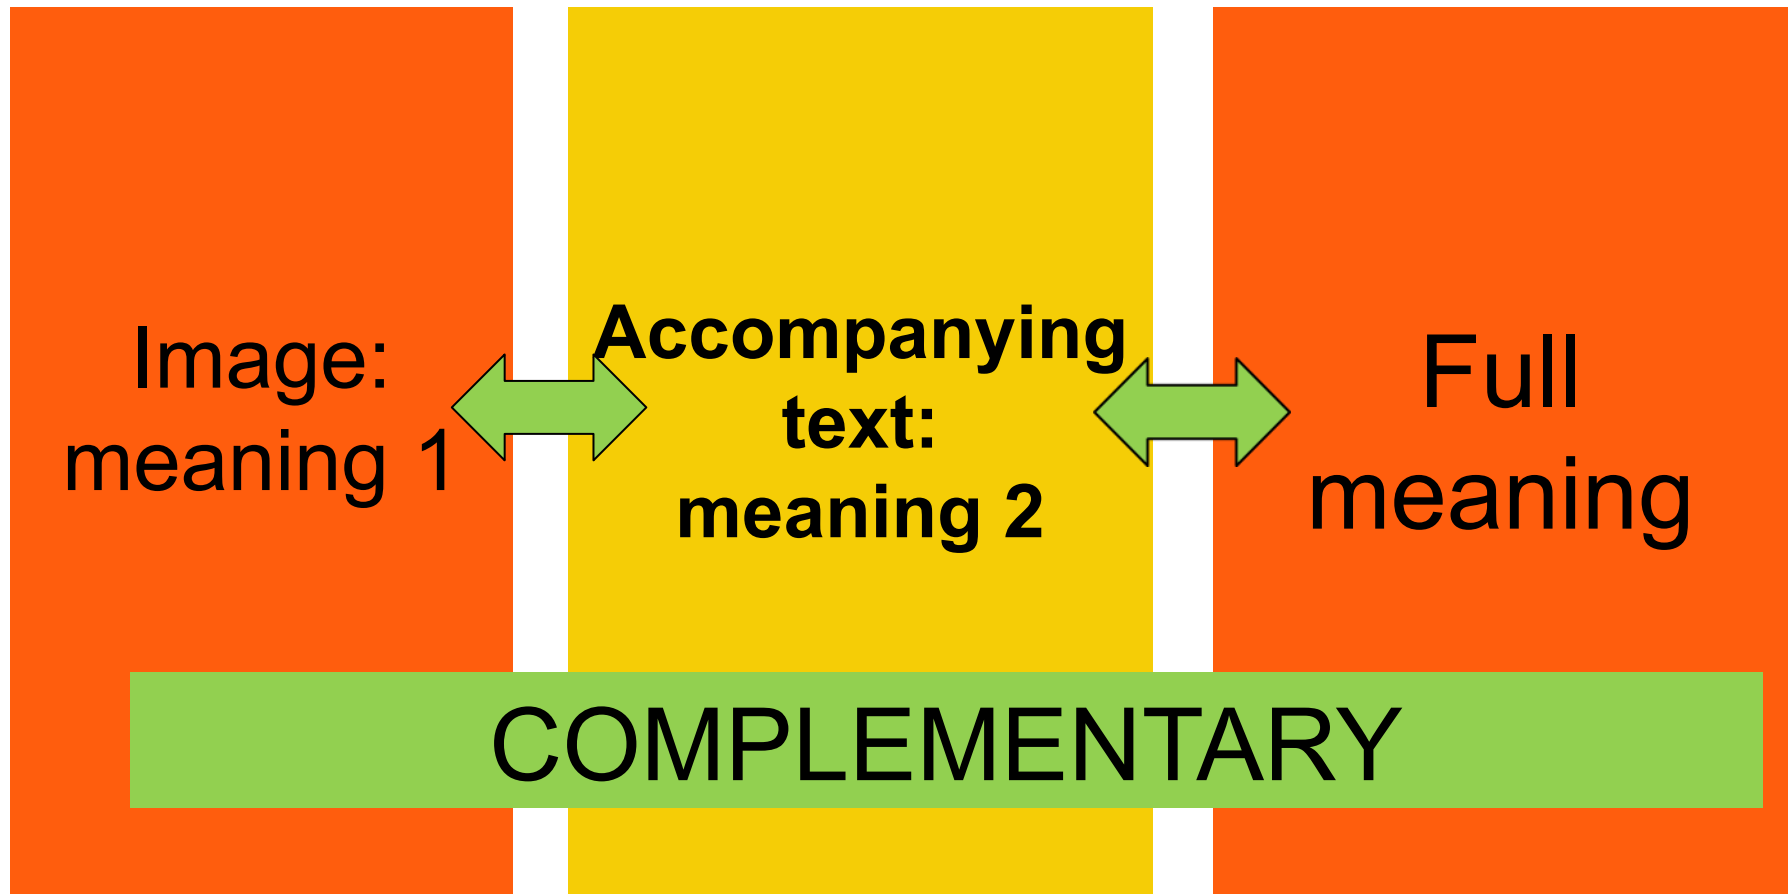 Image:
meaning 1
Accompanying
text:
meaning 2
Full
meaning
COMPLEMENTARY